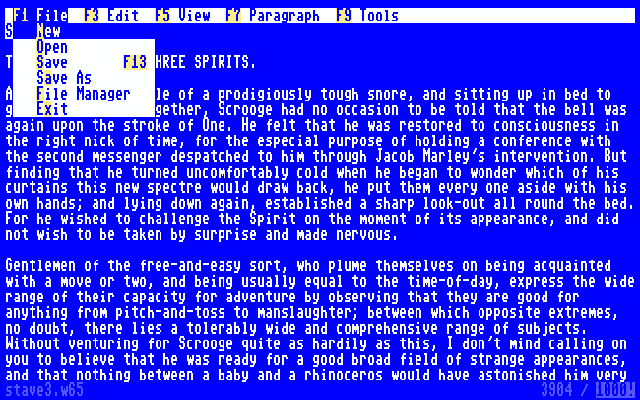 F1 File F3 Edit F5 View F7 Paragraph F9 Tools
S New
Open
T Save F13 HREE SPIRITS.
Save As
A File Manager le of a prodigiously tough snore, and sitting up in bed to
g Exit gether, Scrooge had no occasion to be told that the bell was
again upon the stroke of One. He felt that he was restored to consciousness in
the right nick of time, for the especial purpose of holding a conference with
the second messenger despatched to him through Jacob Marley's intervention. But
finding that he turned uncomfortably cold when he began to wonder which of his
curtains this new spectre would draw back, he put them every one aside with his
own hands; and lying down again, established a sharp look-out all round the bed.
For he wished to challenge the Spirit on the moment of its appearance, and did
not wish to be taken by surprise and made nervous.
Gentlemen of the free-and-easy sort, who plume themselves on being acquainted
with a move or two, and being usually equal to the time-of-day, express the wide
range of their capacity for adventure by observing that they are good for
anything from pitch-and-toss to manslaughter; between which opposite extremes,
no doubt, there lies a tolerably wide and comprehensive range of subjects.
Without venturing for Scrooge quite as hardily as this, I don't mind calling on
you to believe that he was ready for a good broad field of strange appearances,
and that nothing between a baby and a rhinoceros would have astonished him very
stave3.w65 3904 / 1000!